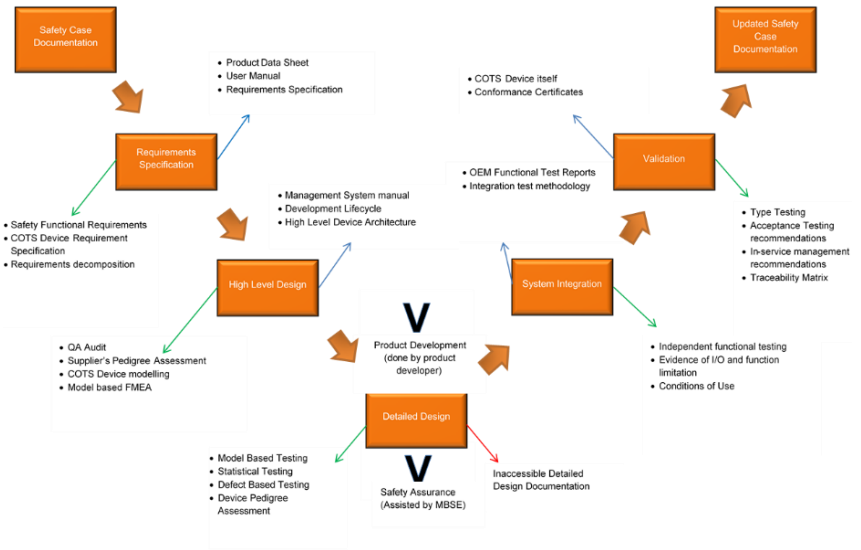 Safety Case
Documentation
Updated Safety
Case
Documentation
• Product Data Sheet
• User Manual
• Requirements Specification
• COTS Device itself
• Conformance Certificates
Requirements
Specification
Validation
• OEM Functional Test Reports
• Integration test methodology
• Management System manual
• Development Lifecycle
• High Level Device Architecture
• Safety Functional Requirements
• COTS Device Requirement
Specification
• Requirements decomposition
• Type Testing
• Acceptance Testing
recommendations
• In-service management
recommendations
• Traceability Matrix
High Level Design
System Integration
V
Product Development
(done by product
developer)
• QA Audit
• Supplier's Pedigree Assessment
• COTS Device modelling
• Model based FMEA
• Independent functional testing
• Evidence of I/O and function
limitation
• Conditions of Use
Detailed Design
• Model Based Testing
• Statistical Testing
• Defect Based Testing
• Device Pedigree
Assessment
V
Safety Assurance
(Assisted by MBSE)
Inaccessible Detailed
Design Documentation